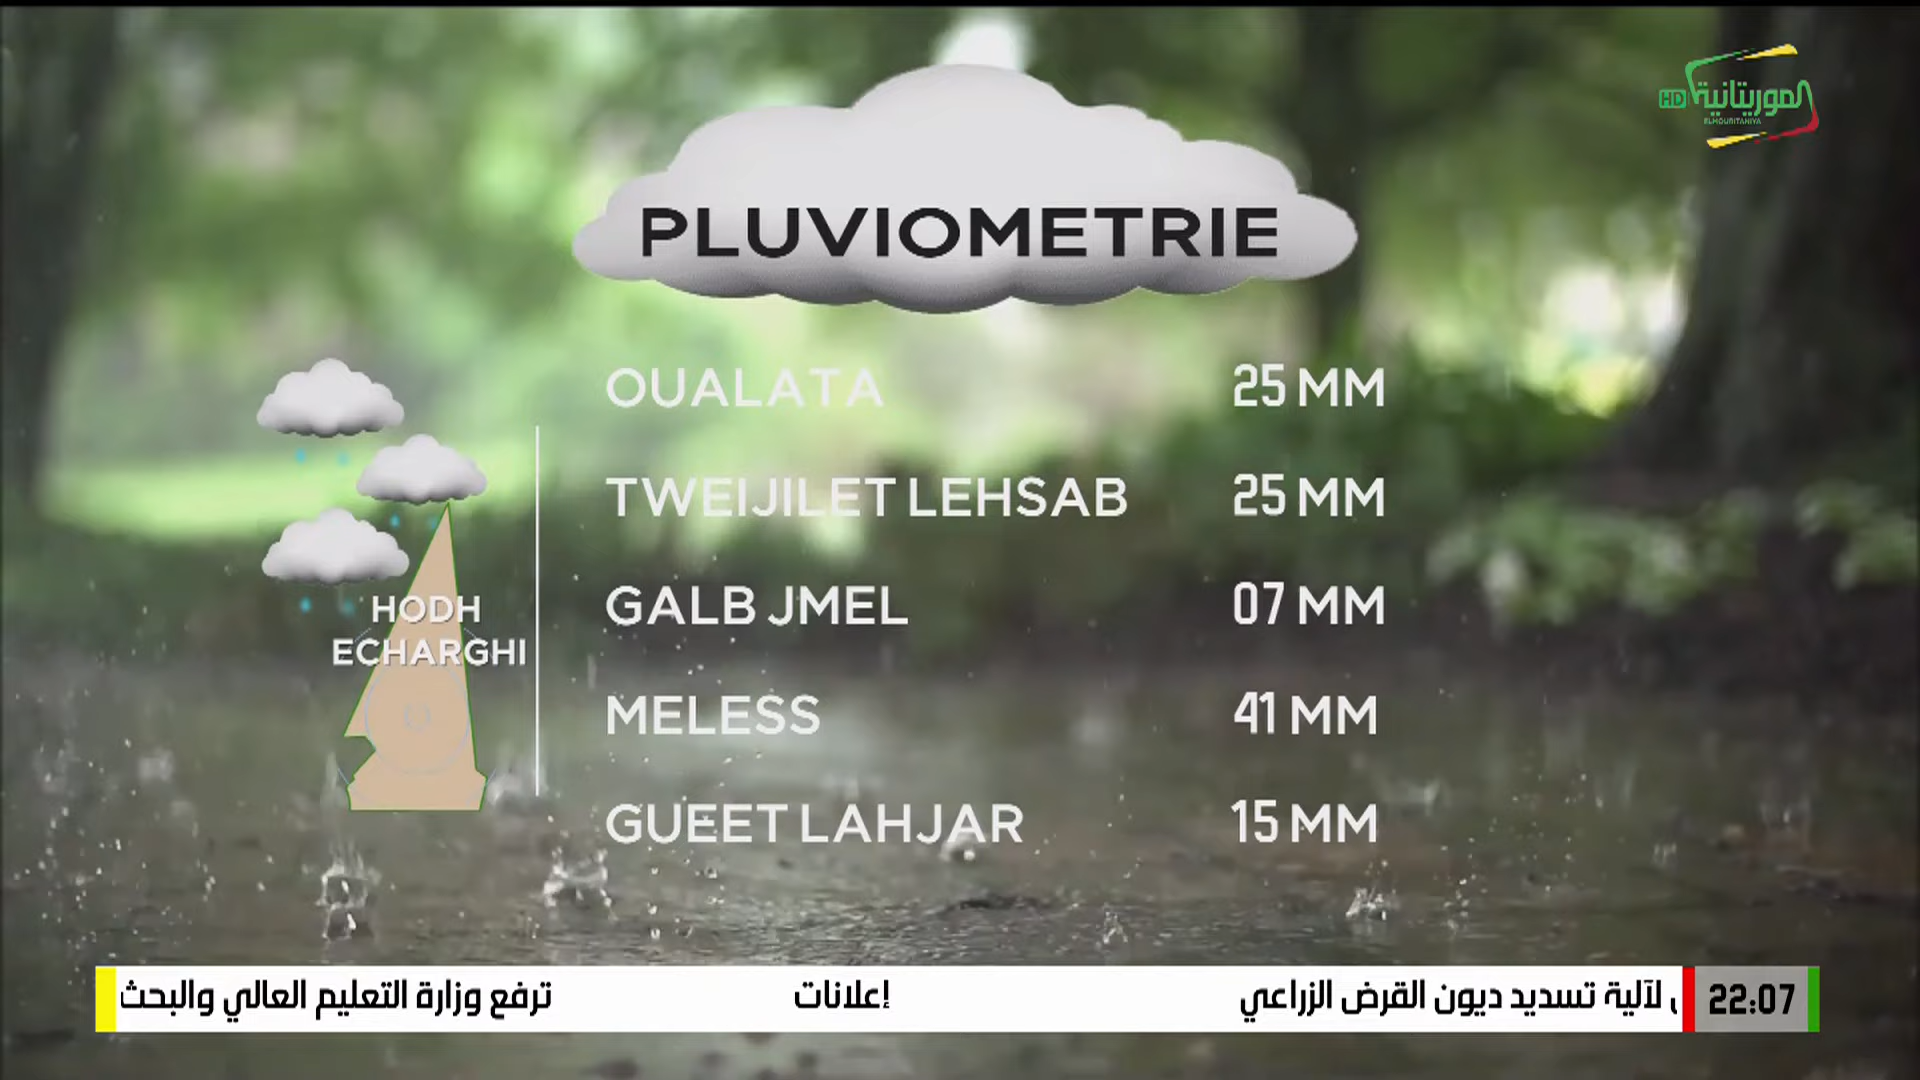 الموريتانية
HD
ELMOURITANIYA
PLUVIOMETRIE
OUALATA 25 MM
TWEIJILET LEHSAB 25 MM
GALB JMEL 07 MM
MELESS 41 MM
GUEET LAHJAR 15 MM
HODH
ECHARGHI
لآلية تسديد ديون القرض الزراعي إعلانات ترفع وزارة التعليم العالي والبحث
22:07